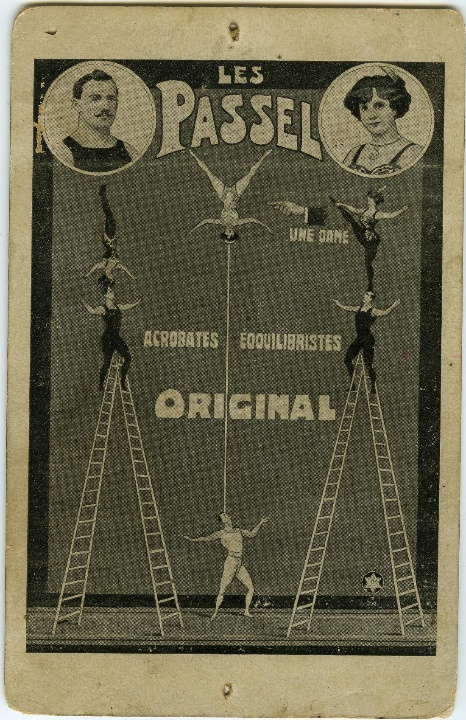 LES
PASSEL
UNE DAME
ACROBATES EQUILIBRISTES
ORIGINAL